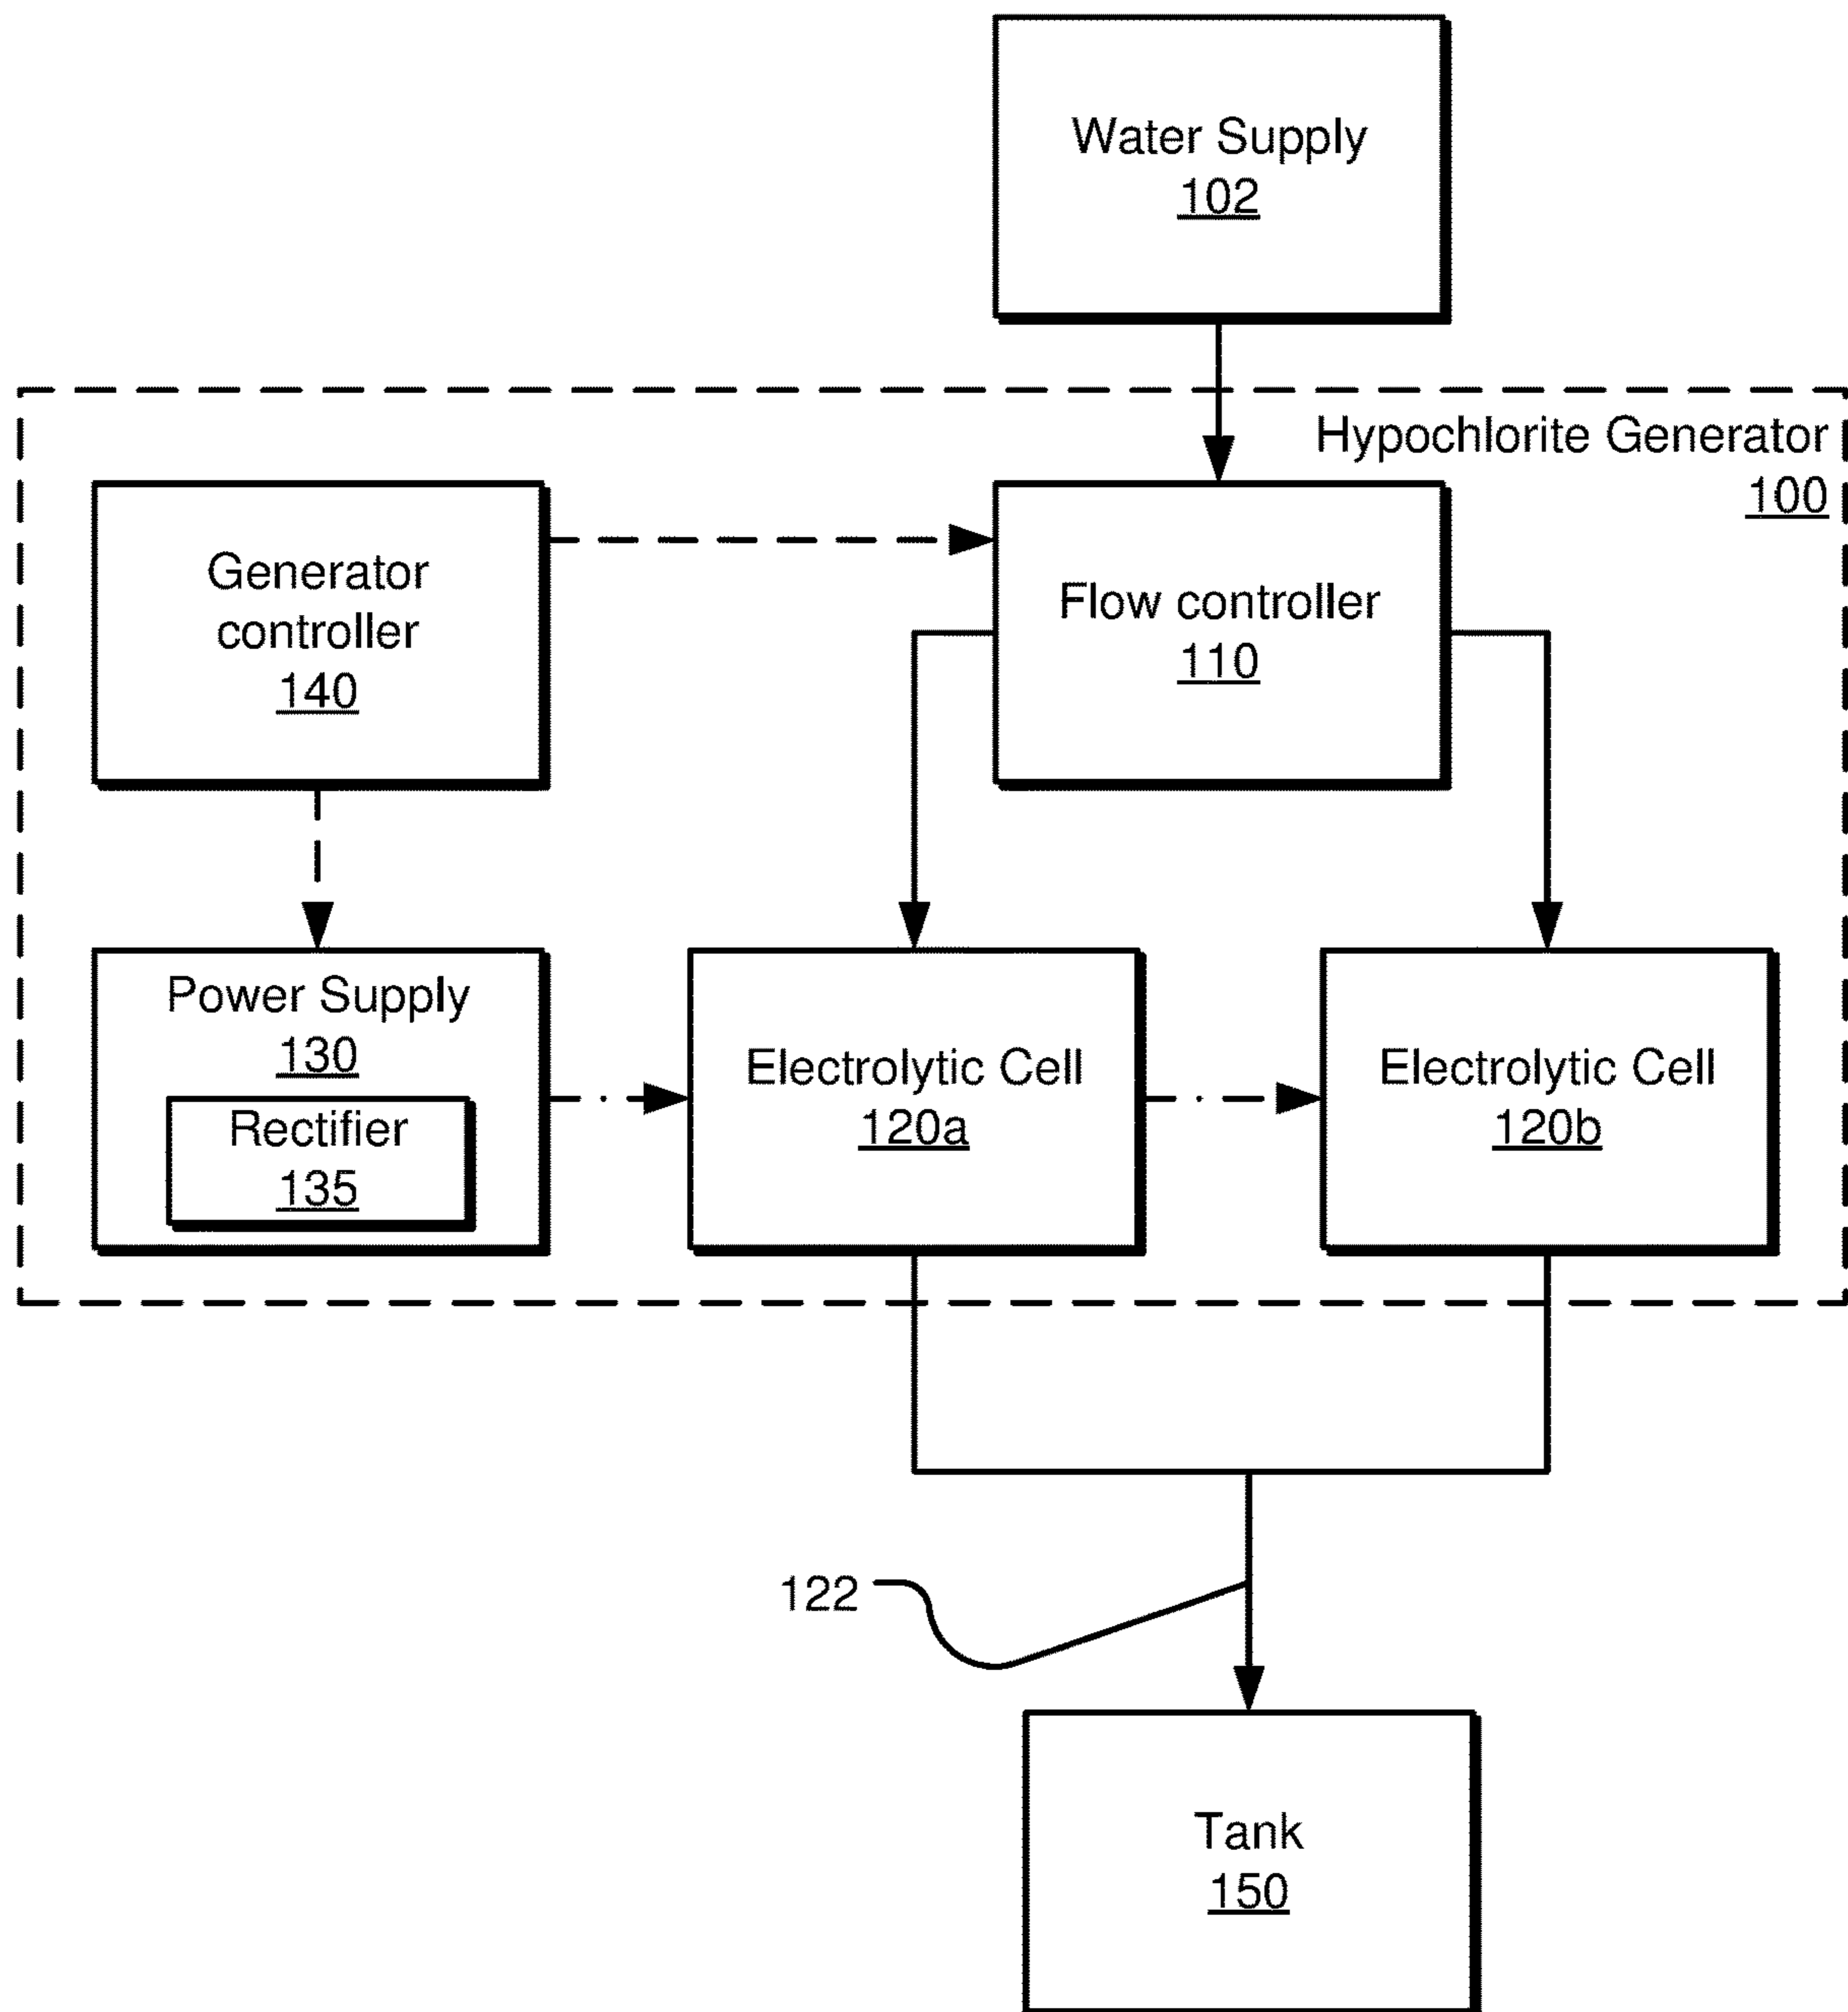 Water Supply
102
Hypochlorite Generator
100
Generator
controller
140
Flow controller
110
Power Supply
130
Rectifier
135
Electrolytic Cell
120a
Electrolytic Cell
120b
122
Tank
150